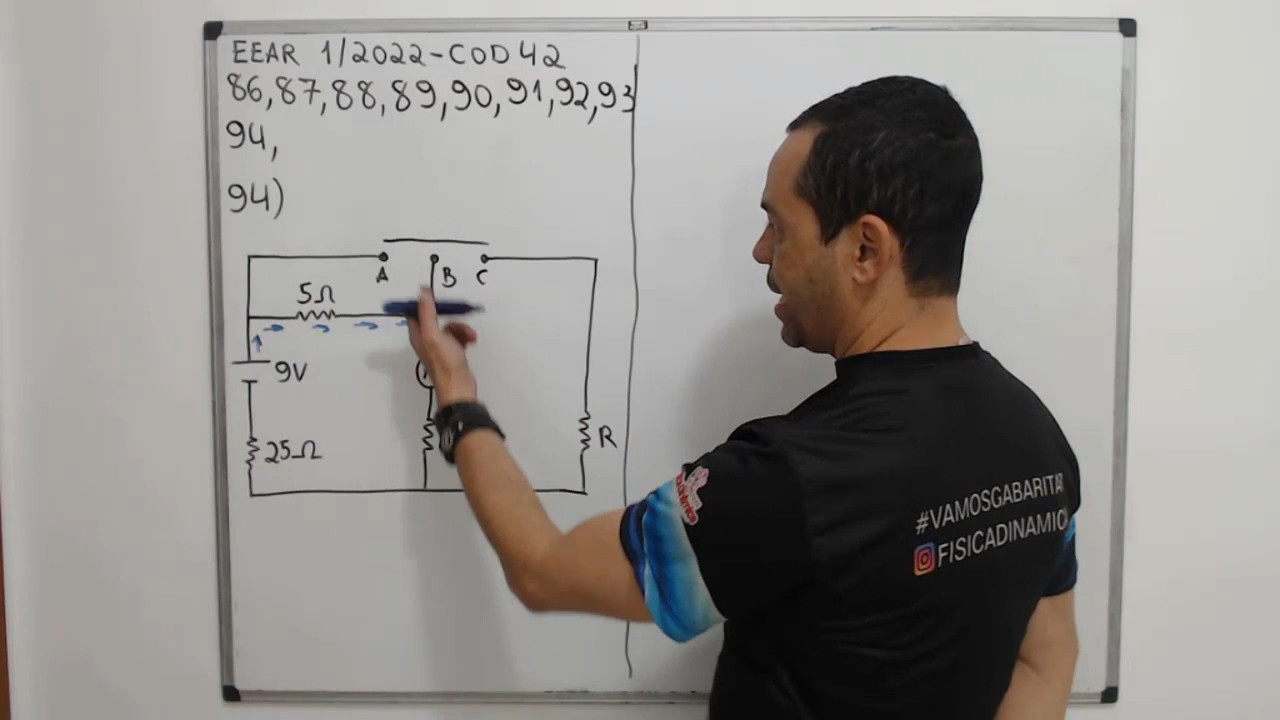 EEAR 1/2022-COD 42
86,87,88,89,90,91,92,93
94,
94)
A B C
5Ω
9V
25Ω
R
#VAMOSGABARITAR
FISICADINAMIC